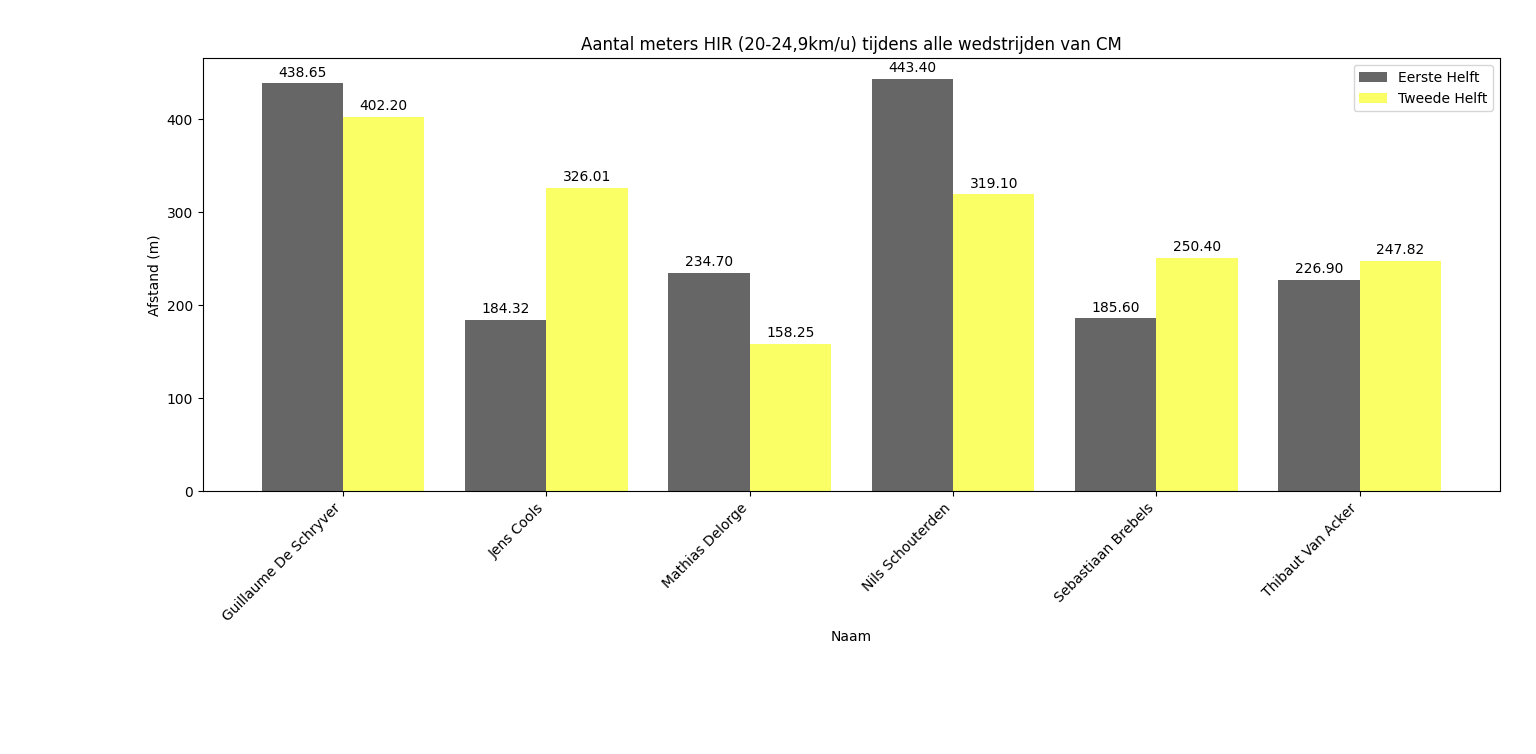 Aantal meters HIR (20-24,9km/u) tijdens alle wedstrijden van CM
Eerste Helft
Tweede Helft
438.65
402.20
184.32
326.01
234.70
158.25
443.40
319.10
185.60
250.40
226.90
247.82
Afstand (m)
400
300
200
100
0
Guillaume De Schryver
Jens Cools
Mathias Delorge
Nils Schouterden
Sebastiaan Brebels
Thibaut Van Acker
Naam